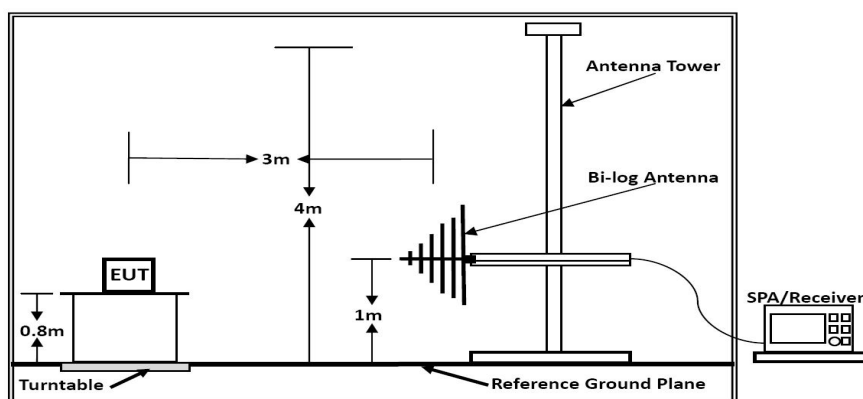 Antenna Tower
3m
Bi-log Antenna
4m
EUT
0.8m
1m
SPA/Receiver
Turntable
Reference Ground Plane